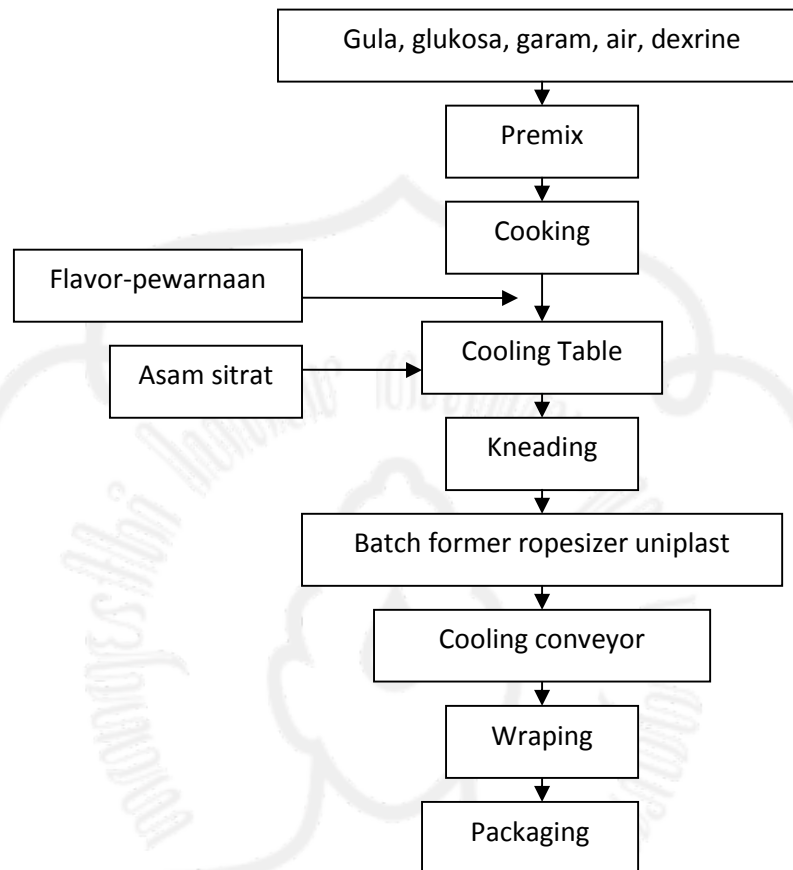 Gula, glukosa, garam, air, dexrine
Premix
Cooking
Flavor-pewarnaan
Cooling Table
Asam sitrat
Kneading
Batch former ropesizer uniplast
Cooling conveyor
Wraping
Packaging